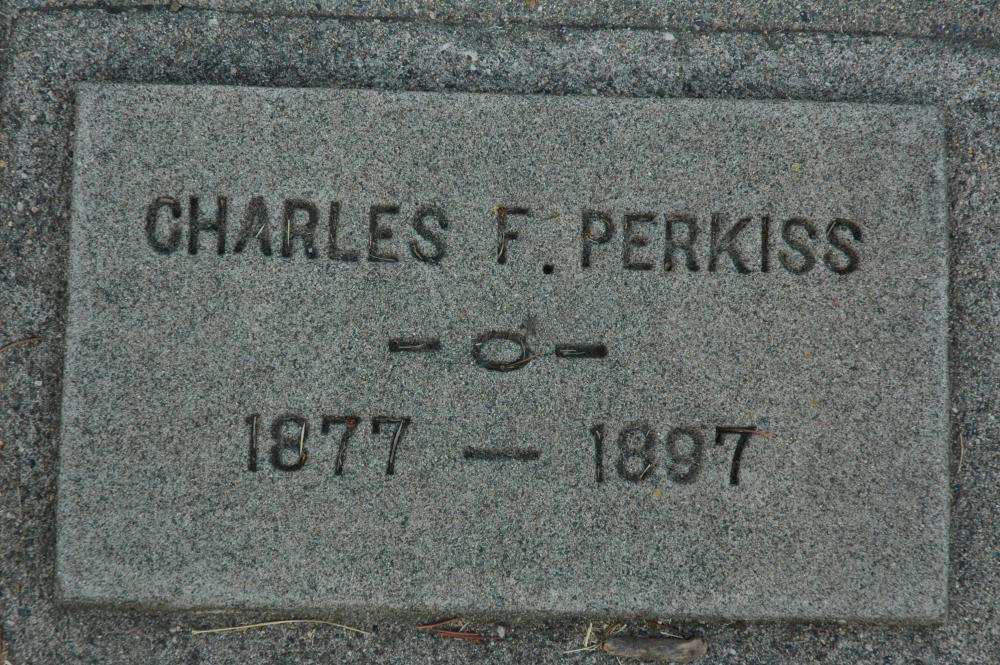 CHARLES F. PERKISS
- O -
1877 — 1897